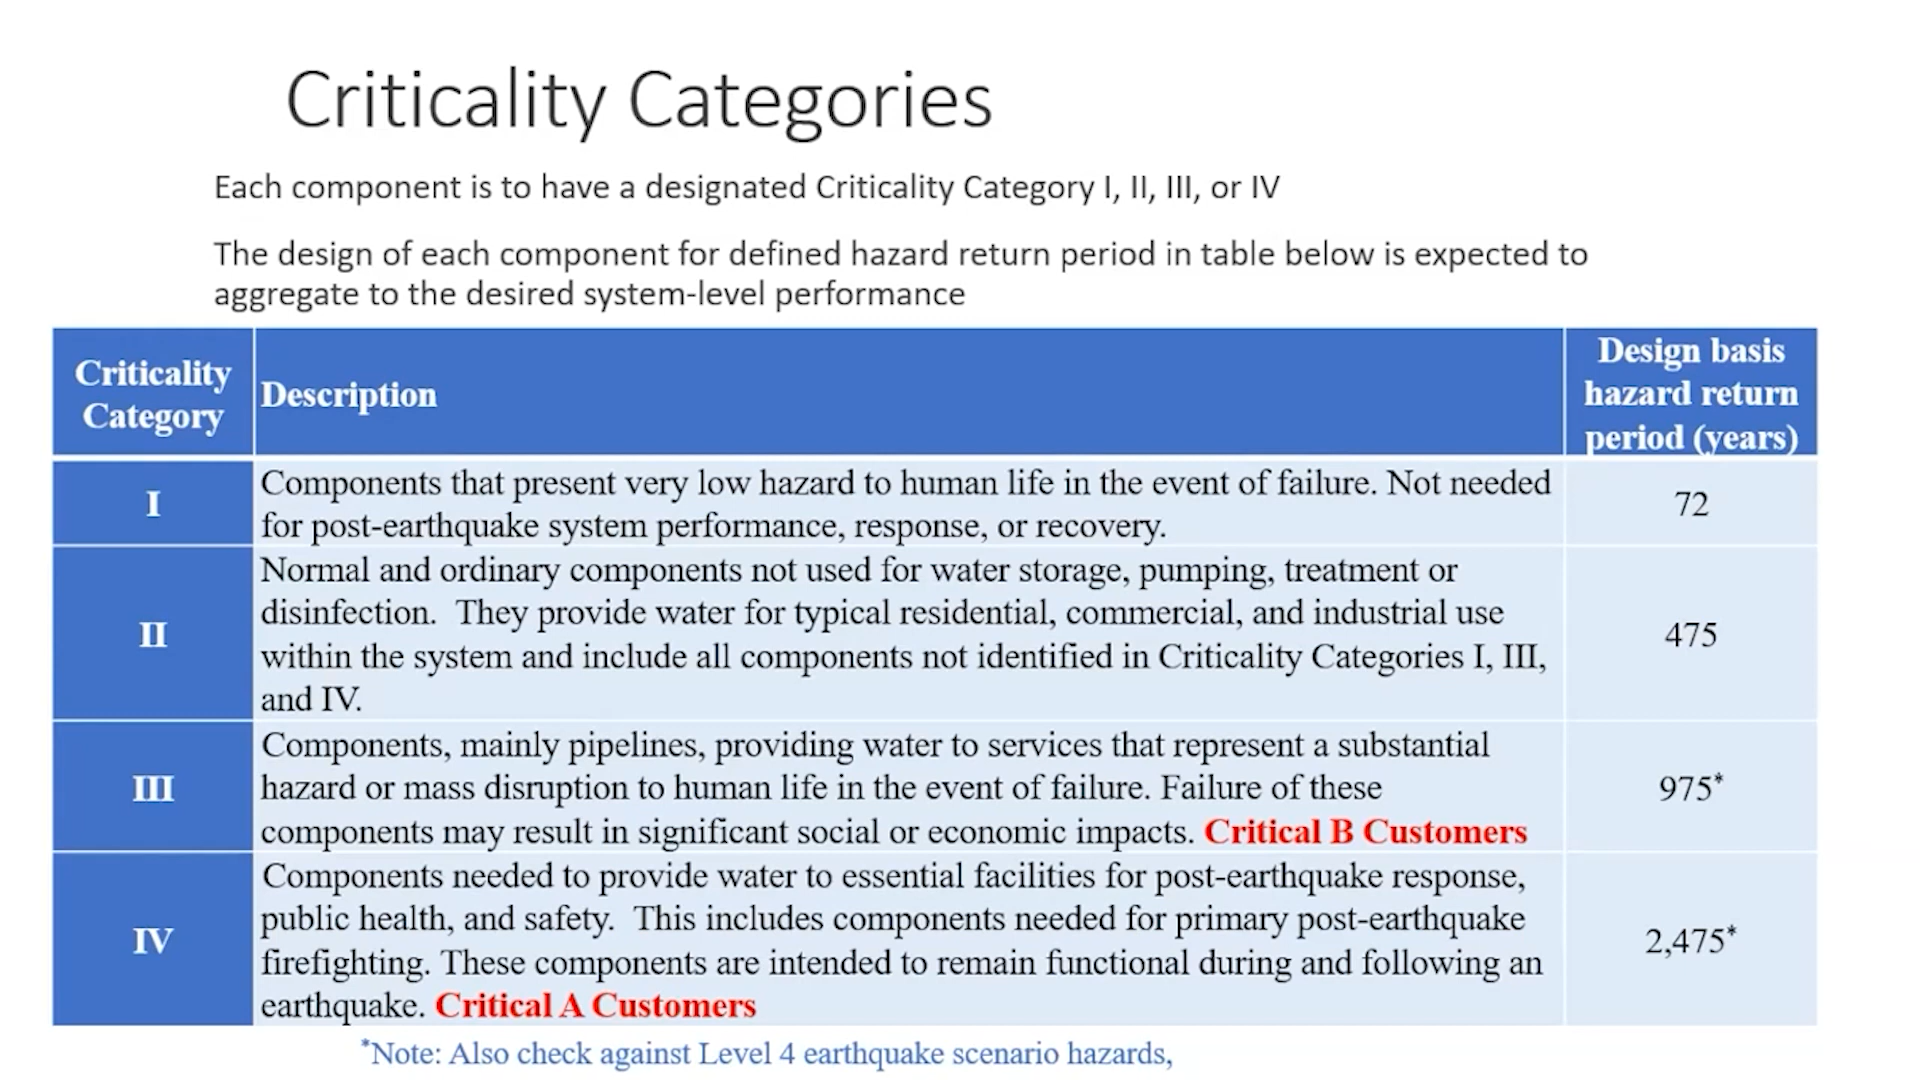 Criticality Categories
Each component is to have a designated Criticality Category I, II, III, or IV
The design of each component for defined hazard return period in table below is expected to
aggregate to the desired system-level performance
Criticality
Category
Description
Design basis
hazard return
period (years)
I
Components that present very low hazard to human life in the event of failure. Not needed
for post-earthquake system performance, response, or recovery.
72
II
Normal and ordinary components not used for water storage, pumping, treatment or
disinfection.  They provide water for typical residential, commercial, and industrial use
within the system and include all components not identified in Criticality Categories I, III,
and IV.
475
III
Components, mainly pipelines, providing water to services that represent a substantial
hazard or mass disruption to human life in the event of failure. Failure of these
components may result in significant social or economic impacts. Critical B Customers
975*
IV
Components needed to provide water to essential facilities for post-earthquake response,
public health, and safety.  This includes components needed for primary post-earthquake
firefighting. These components are intended to remain functional during and following an
earthquake. Critical A Customers
2,475*
*Note: Also check against Level 4 earthquake scenario hazards,